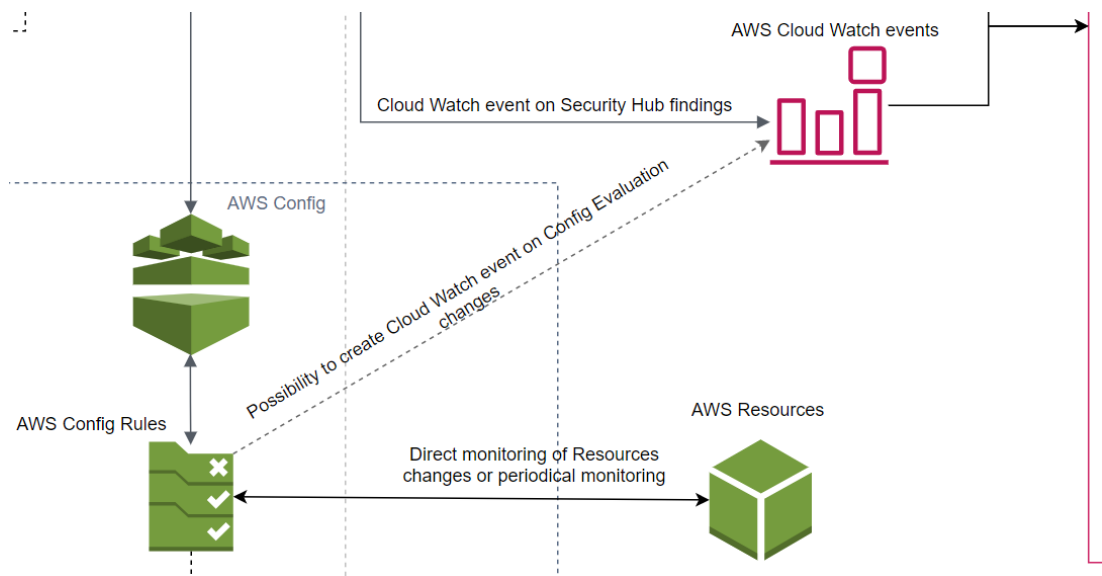 AWS Cloud Watch events
Cloud Watch event on Security Hub findings
AWS Config
Possibility to create Cloud Watch event on Config Evaluation
changes
AWS Config Rules
AWS Resources
Direct monitoring of Resources
changes or periodical monitoring